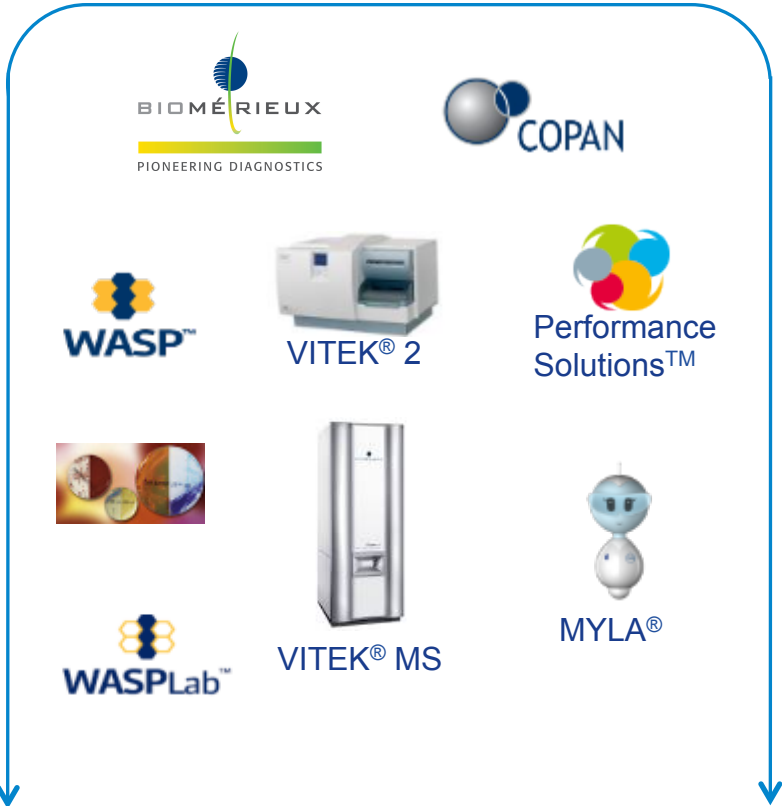 BIOMÉRIEUX
PIONEERING DIAGNOSTICS
COPAN
WASP™
VITEK® 2
Performance
Solutions™
WASPLab™
VITEK® MS
MYLA®